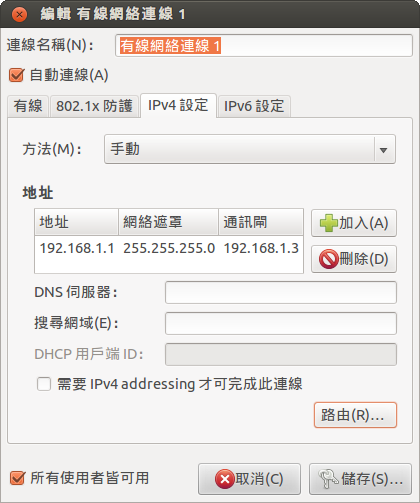 編輯 有線網絡連線 1
連線名稱(N)： 有線網絡連線 1
自動連線(A)
有線 802.1x 防護 IPv4 設定 IPv6 設定
方法(M)： 手動
地址
地址 網絡遮罩 通訊閘
192.168.1.1 255.255.255.0 192.168.1.3
加入(A)
刪除(D)
DNS 伺服器：
搜尋網域(E)：
DHCP 用戶端 ID：
需要 IPv4 addressing 才可完成此連線
路由(R)…
所有使用者皆可用 取消(C) 儲存(S)…